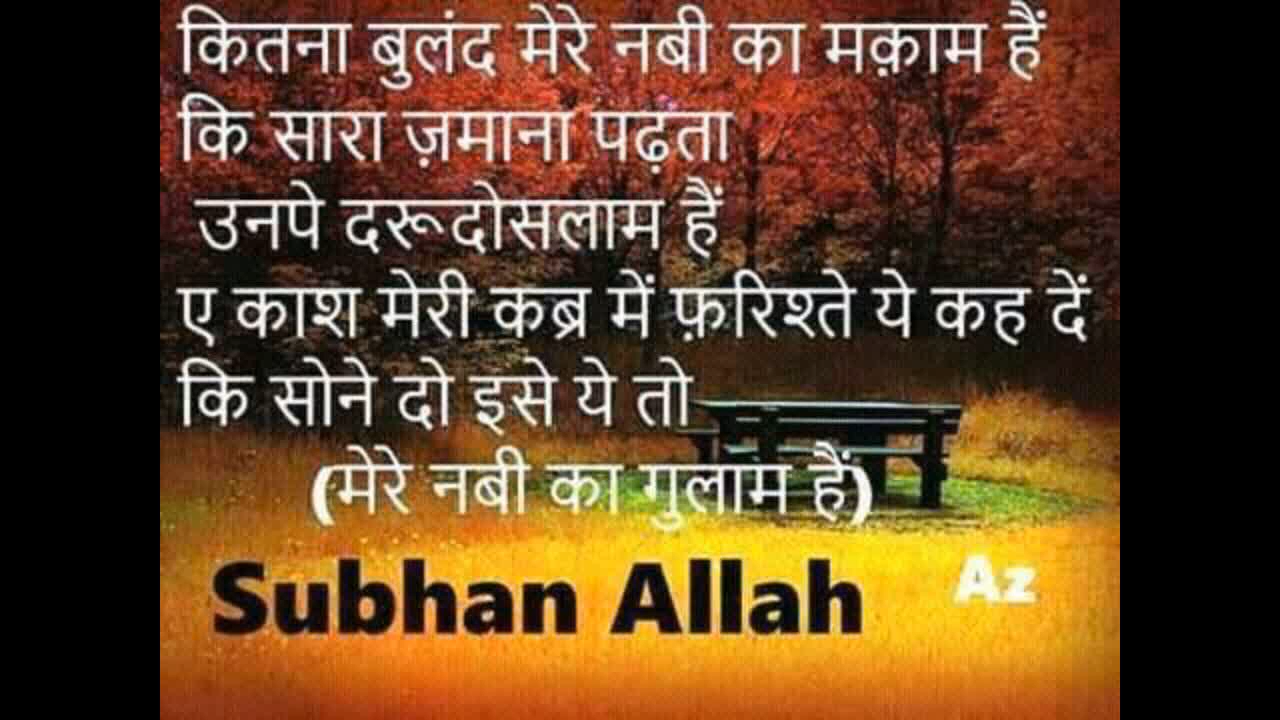 कितना बुलंद मेरे नबी का मक़ाम हैं
कि सारा ज़माना पढ़ता
उनपे दरूदोसलाम हैं
ए काश मेरी कब्र में फ़रिश्ते ये कह दें
कि सोने दो इसे ये तो
(मेरे नबी का गुलाम हैं)
Subhan Allah
Az